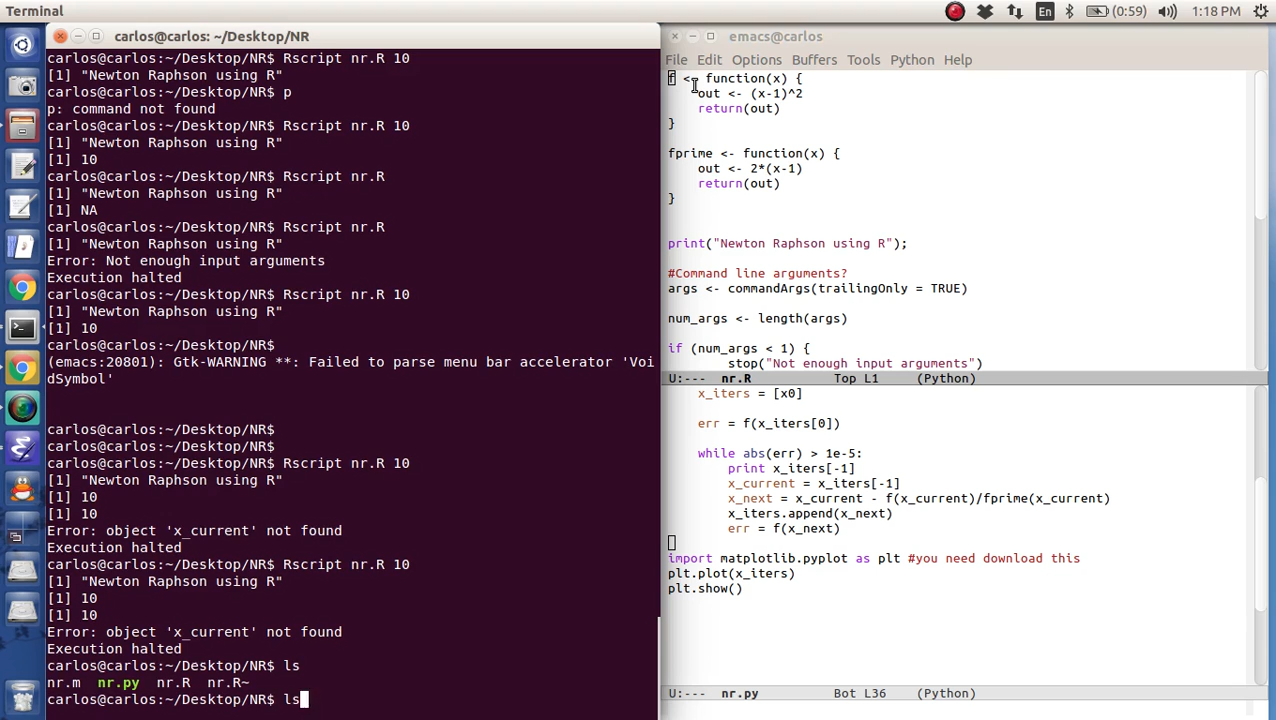 Terminal
En
(0:59)
1:18 PM
carlos@carlos: ~/Desktop/NR
carlos@carlos:~/Desktop/NR$ Rscript nr.R 10
[1] "Newton Raphson using R"
carlos@carlos:~/Desktop/NR$ p
p: command not found
carlos@carlos:~/Desktop/NR$ Rscript nr.R 10
[1] "Newton Raphson using R"
[1] 10
carlos@carlos:~/Desktop/NR$ Rscript nr.R
[1] "Newton Raphson using R"
[1] NA
carlos@carlos:~/Desktop/NR$ Rscript nr.R
[1] "Newton Raphson using R"
Error: Not enough input arguments
Execution halted
carlos@carlos:~/Desktop/NR$ Rscript nr.R 10
[1] "Newton Raphson using R"
[1] 10
carlos@carlos:~/Desktop/NR$
(emacs:20801): Gtk-WARNING **: Failed to parse menu bar accelerator 'Voi
dSymbol'
carlos@carlos:~/Desktop/NR$
carlos@carlos:~/Desktop/NR$
carlos@carlos:~/Desktop/NR$ Rscript nr.R 10
[1] "Newton Raphson using R"
[1] 10
[1] 10
Error: object 'x_current' not found
Execution halted
carlos@carlos:~/Desktop/NR$ Rscript nr.R 10
[1] "Newton Raphson using R"
[1] 10
[1] 10
Error: object 'x_current' not found
Execution halted
carlos@carlos:~/Desktop/NR$ ls
nr.m  nr.py  nr.R  nr.R~
carlos@carlos:~/Desktop/NR$ ls
emacs@carlos
File Edit Options Buffers Tools Python Help
f <- function(x) {
    out <- (x-1)^2
    return(out)
}
fprime <- function(x) {
    out <- 2*(x-1)
    return(out)
}
print("Newton Raphson using R");
#Command line arguments?
args <- commandArgs(trailingOnly = TRUE)
num_args <- length(args)
if (num_args < 1) {
        stop("Not enough input arguments")
U:---  nr.R           Top L1     (Python)
    x_iters = [x0]
    err = f(x_iters[0])
    while abs(err) > 1e-5:
        print x_iters[-1]
        x_current = x_iters[-1]
        x_next = x_current - f(x_current)/fprime(x_current)
        x_iters.append(x_next)
        err = f(x_next)
import matplotlib.pyplot as plt #you need download this
plt.plot(x_iters)
plt.show()
U:---  nr.py          Bot L36    (Python)